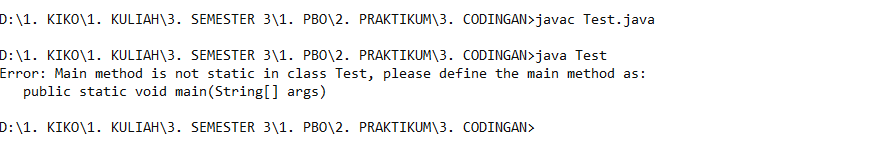 D:\1. KIKO\1. KULIAH\3. SEMESTER 3\1. PBO\2. PRAKTIKUM\3. CODINGAN>javac Test.java
D:\1. KIKO\1. KULIAH\3. SEMESTER 3\1. PBO\2. PRAKTIKUM\3. CODINGAN>java Test
Error: Main method is not static in class Test, please define the main method as:
   public static void main(String[] args)
D:\1. KIKO\1. KULIAH\3. SEMESTER 3\1. PBO\2. PRAKTIKUM\3. CODINGAN>